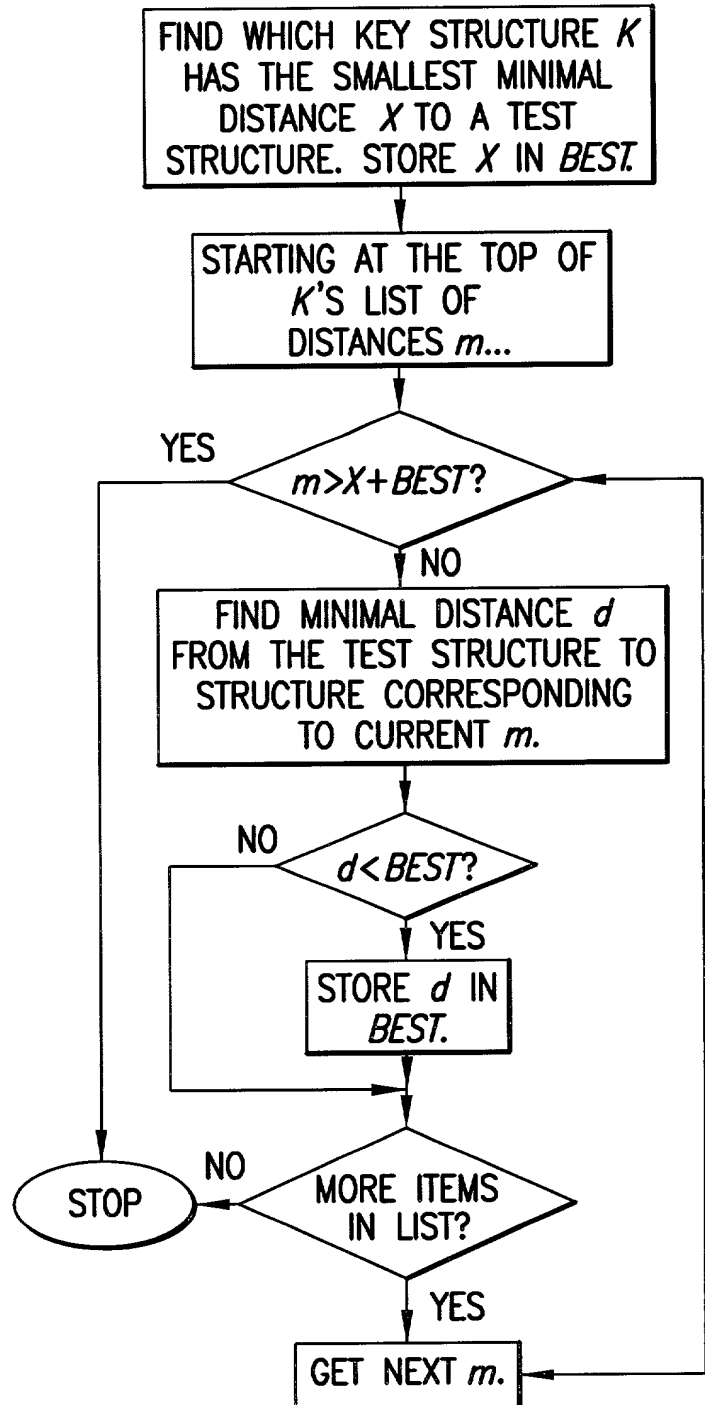 FIND WHICH KEY STRUCTURE K
HAS THE SMALLEST MINIMAL
DISTANCE X TO A TEST
STRUCTURE. STORE X IN BEST.
STARTING AT THE TOP OF
K'S LIST OF
DISTANCES m...
YES
m>X+BEST?
NO
FIND MINIMAL DISTANCE d
FROM THE TEST STRUCTURE TO
STRUCTURE CORRESPONDING
TO CURRENT m.
NO
d<BEST?
YES
STORE d IN
BEST.
NO
STOP
MORE ITEMS
IN LIST?
YES
GET NEXT m.